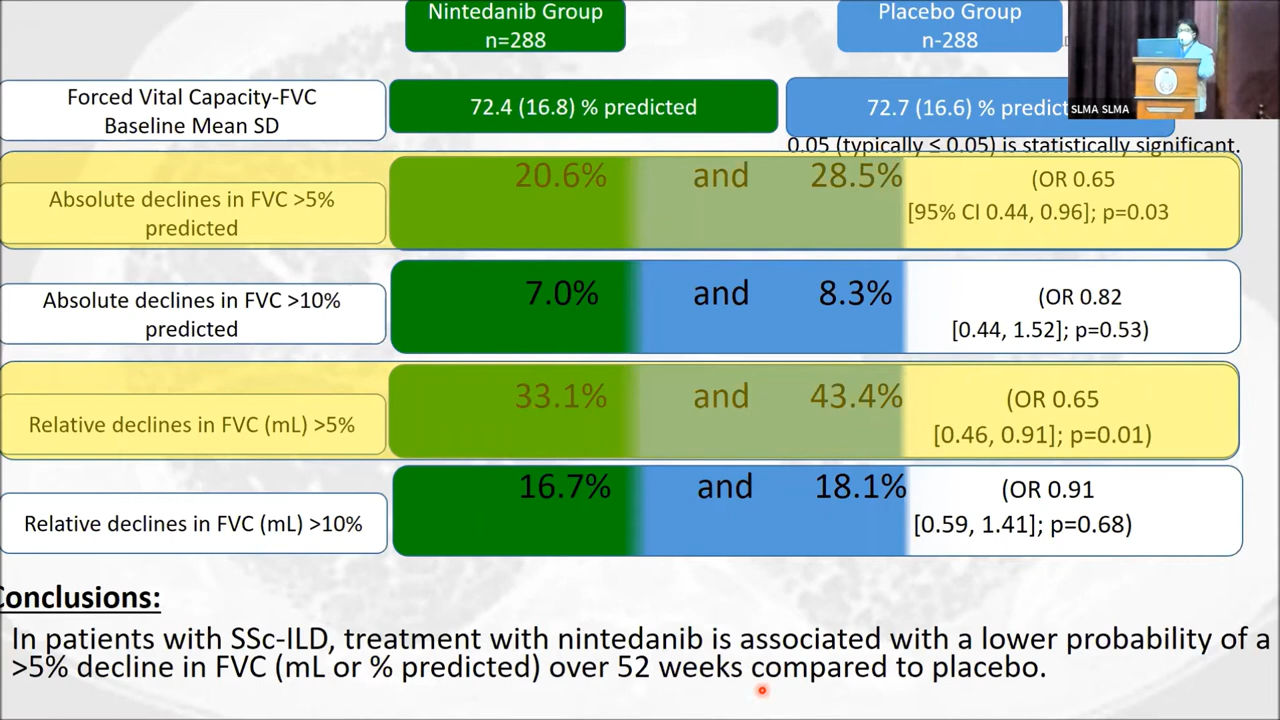 Nintedanib Group
n=288
Placebo Group
n-288
Forced Vital Capacity-FVC
Baseline Mean SD
72.4 (16.8) % predicted
72.7 (16.6) % predict
SLMA SLMA
0.05 (typically ≤ 0.05) is statistically significant.
Absolute declines in FVC >5%
predicted
20.6% and 28.5% (OR 0.65
[95% CI 0.44, 0.96]; p=0.03
Absolute declines in FVC >10%
predicted
7.0% and 8.3% (OR 0.82
[0.44, 1.52]; p=0.53)
Relative declines in FVC (mL) >5%
33.1% and 43.4% (OR 0.65
[0.46, 0.91]; p=0.01)
Relative declines in FVC (mL) >10%
16.7% and 18.1% (OR 0.91
[0.59, 1.41]; p=0.68)
Conclusions:
In patients with SSc-ILD, treatment with nintedanib is associated with a lower probability of a
>5% decline in FVC (mL or % predicted) over 52 weeks compared to placebo.